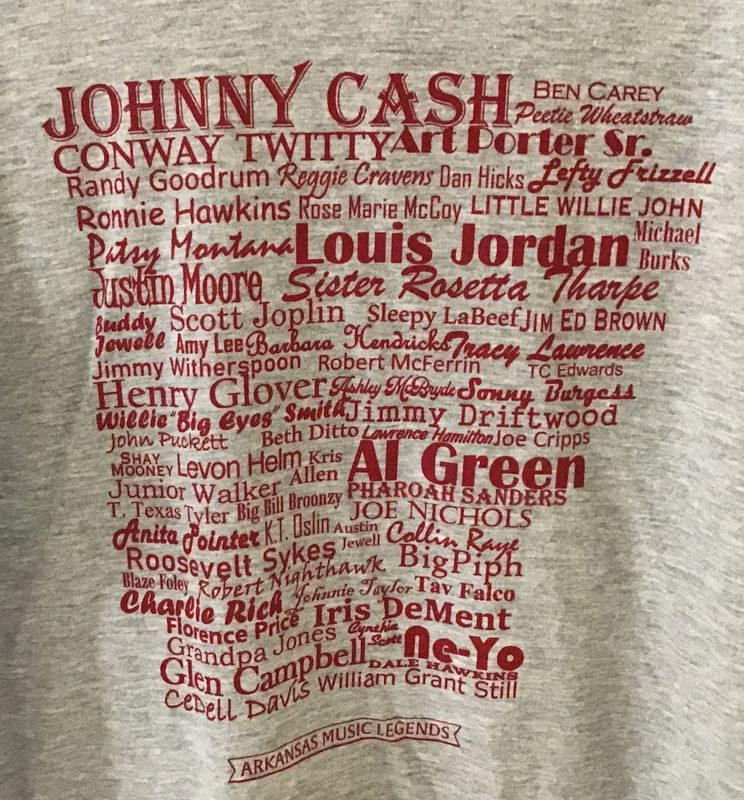 JOHNNY CASH BEN CAREY
Peetie Wheatstraw
CONWAY TWITTY Art Porter Sr.
Randy Goodrum Reggie Cravens Dan Hicks Lefty Frizzell
Ronnie Hawkins Rose Marie McCoy LITTLE WILLIE JOHN
Patsy Montana Louis Jordan Michael Burks
Justin Moore Sister Rosetta Tharpe
Buddy Jewell Scott Joplin Sleepy LaBeef JIM ED BROWN
Amy Lee Barbara Hendricks Tracy Lawrence
Jimmy Witherspoon Robert McFerrin TC Edwards
Henry Glover Ashley McBryde Sonny Burgess
Willie "Big Eyes" Smith Jimmy Driftwood
John Puckett Beth Ditto Lawrence Hamilton Joe Cripps
SHAY MOONEY Levon Helm Kris Allen Al Green
Junior Walker PHAROAH SANDERS
T. Texas Tyler Big Bill Broonzy JOE NICHOLS
Anita Pointer K.T. Oslin Austin Jewell Collin Raye
Roosevelt Sykes BigPiph
Blaze Foley Robert Nighthawk Johnnie Taylor Tav Falco
Charlie Rich Iris DeMent
Florence Price Cynthia Scott Ne-Yo
Grandpa Jones DALE HAWKINS
Glen Campbell William Grant Still
CeDell Davis
ARKANSAS MUSIC LEGENDS